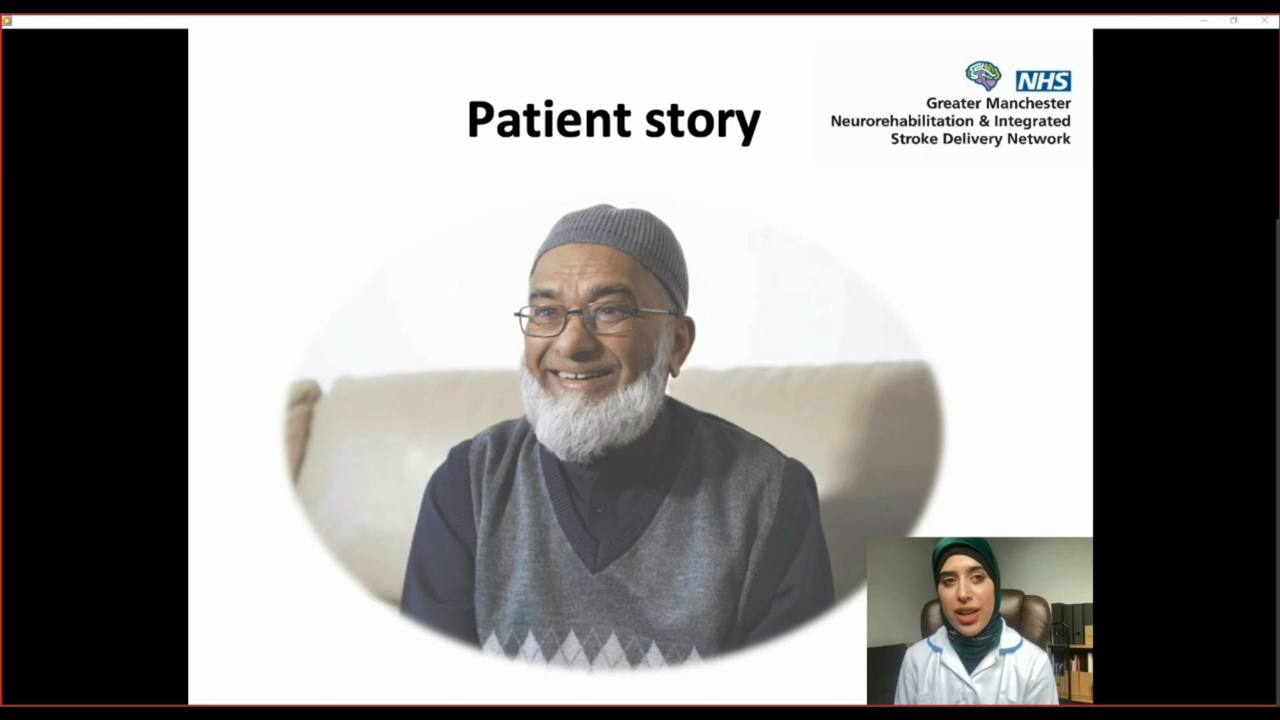 Patient story
NHS
Greater Manchester
Neurorehabilitation & Integrated
Stroke Delivery Network